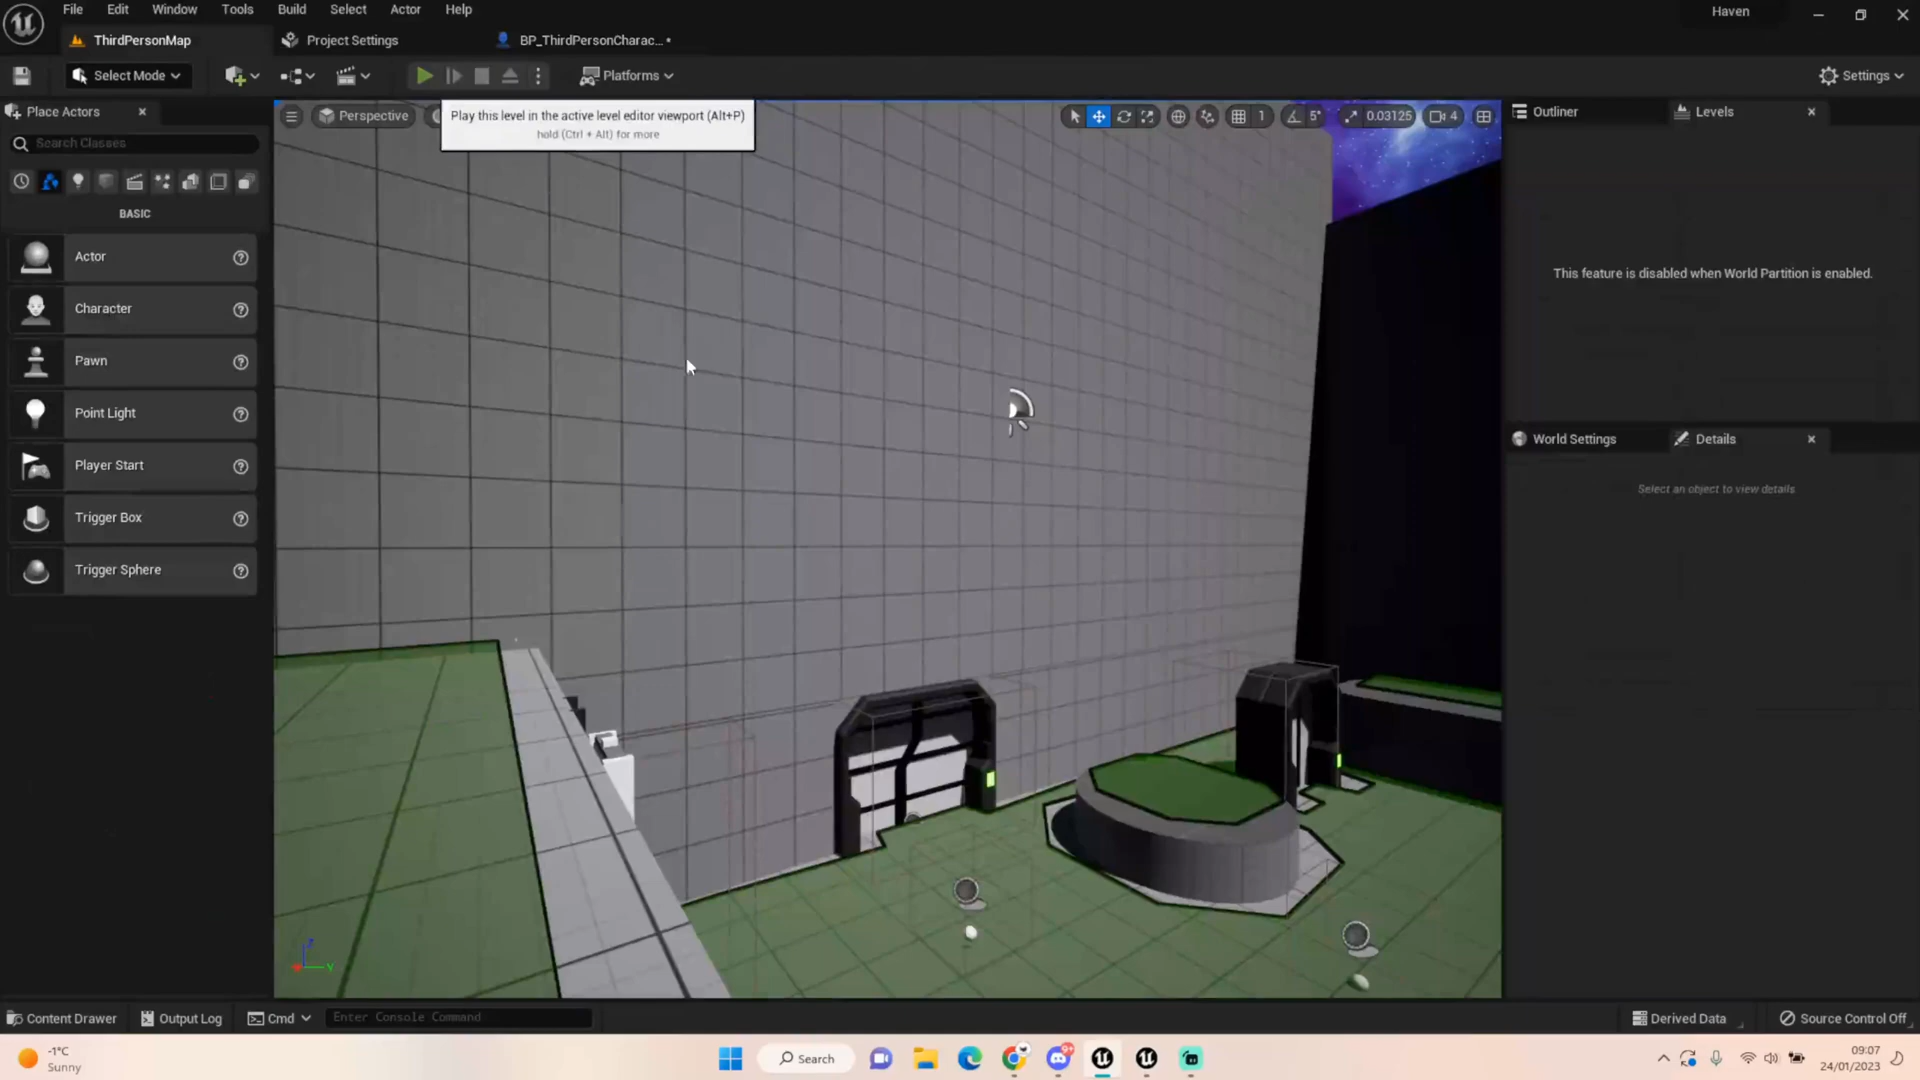 File Edit Window Tools Build Select Actor Help
Haven
ThirdPersonMap
Project Settings
BP_ThirdPersonCharac... •
Select Mode
Platforms
Settings
Place Actors
Search Classes
BASIC
Actor
Character
Pawn
Point Light
Player Start
Trigger Box
Trigger Sphere
Perspective
Play this level in the active level editor viewport (Alt+P)
hold (Ctrl + Alt) for more
1
5°
0.03125
4
Outliner
Levels
This feature is disabled when World Partition is enabled.
World Settings
Details
Select an object to view details
Z
Y
Content Drawer
Output Log
Cmd
Enter Console Command
Derived Data
Source Control Off
-1°C
Sunny
Search
9+
09:07
24/01/2023